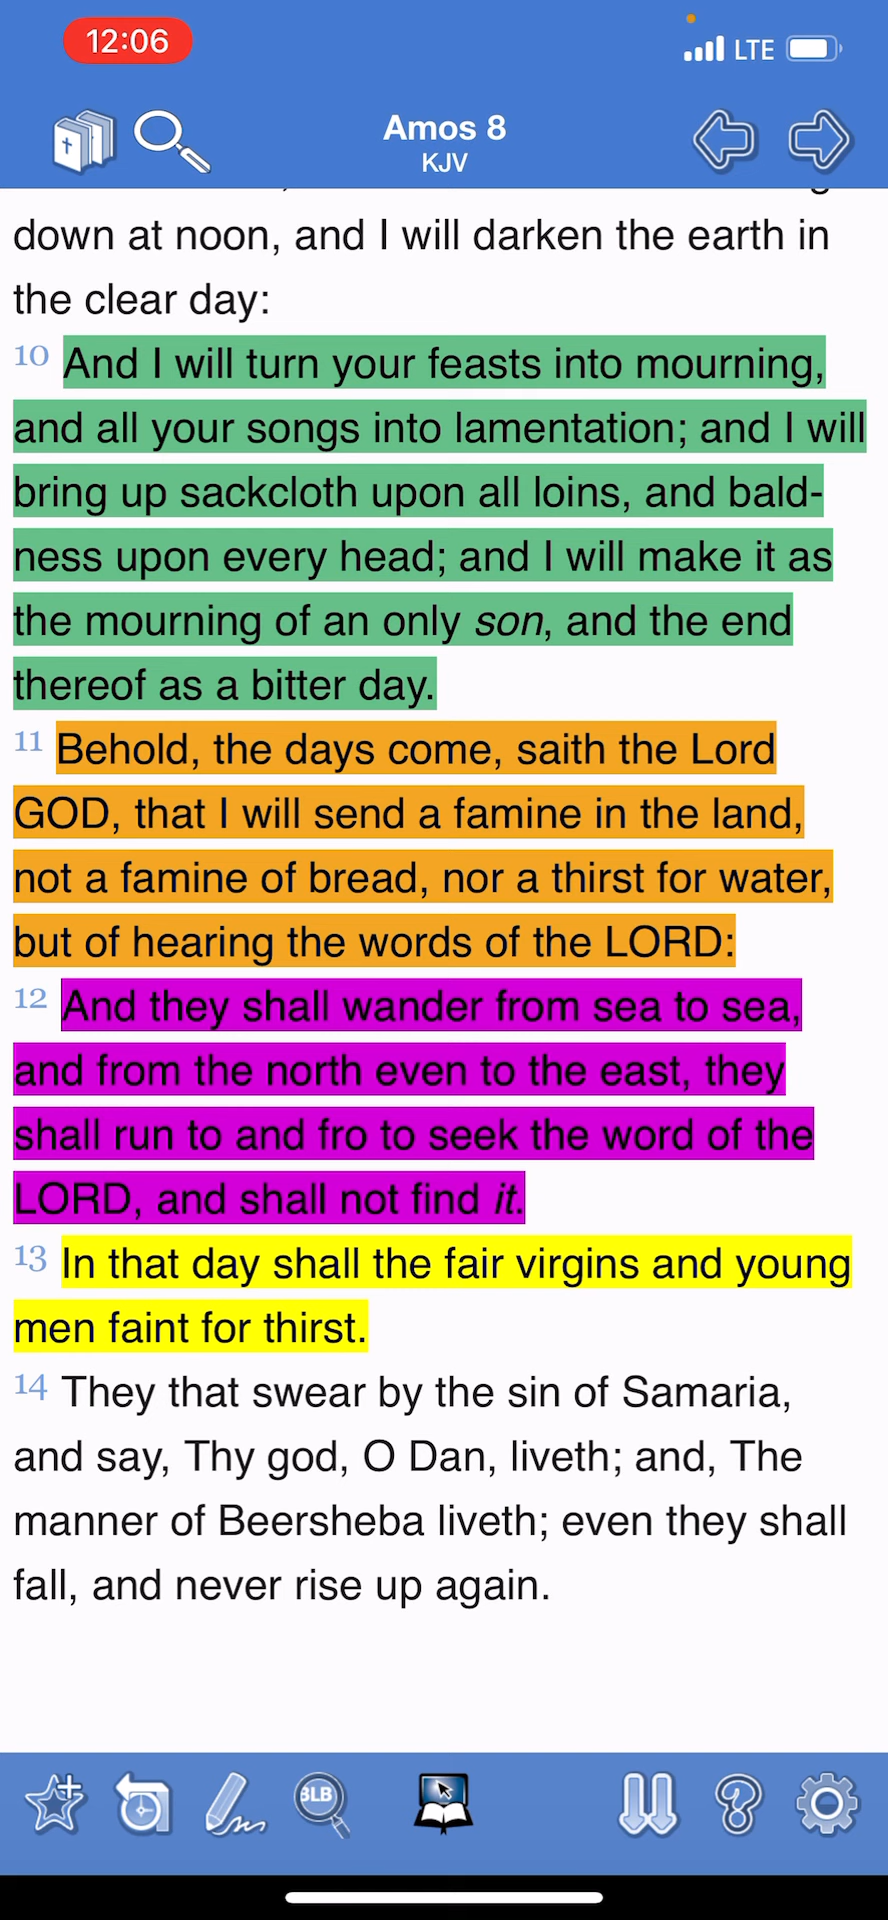 12:06
LTE
Amos 8
KJV
down at noon, and I will darken the earth in
the clear day:
10 And I will turn your feasts into mourning,
and all your songs into lamentation; and I will
bring up sackcloth upon all loins, and bald-
ness upon every head; and I will make it as
the mourning of an only son, and the end
thereof as a bitter day.
11 Behold, the days come, saith the Lord
GOD, that I will send a famine in the land,
not a famine of bread, nor a thirst for water,
but of hearing the words of the LORD:
12 And they shall wander from sea to sea,
and from the north even to the east, they
shall run to and fro to seek the word of the
LORD, and shall not find it.
13 In that day shall the fair virgins and young
men faint for thirst.
14 They that swear by the sin of Samaria,
and say, Thy god, O Dan, liveth; and, The
manner of Beersheba liveth; even they shall
fall, and never rise up again.
BLB